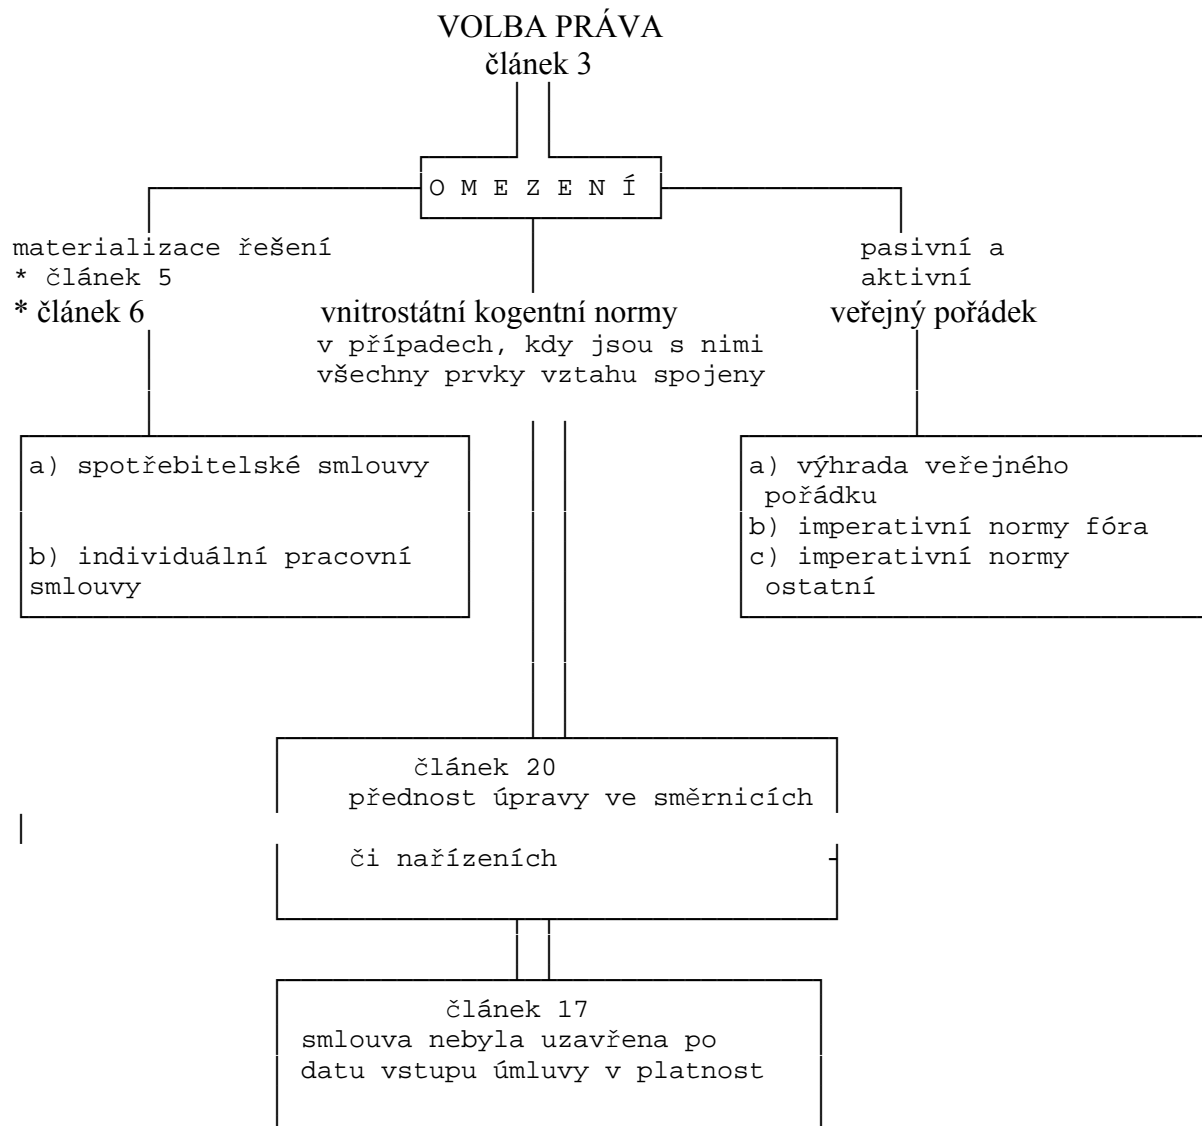 VOLBA PRÁVA
článek 3
O M E Z E N Í
materializace řešení
* článek 5
* článek 6
vnitrostátní kogentní normy
v případech, kdy jsou s nimi
všechny prvky vztahu spojeny
pasivní a
aktivní
veřejný pořádek
a) spotřebitelské smlouvy
b) individuální pracovní
smlouvy
a) výhrada veřejného
pořádku
b) imperativní normy fóra
c) imperativní normy
ostatní
článek 20
přednost úpravy ve směrnicích
či nařízeních
článek 17
smlouva nebyla uzavřena po
datu vstupu úmluvy v platnost